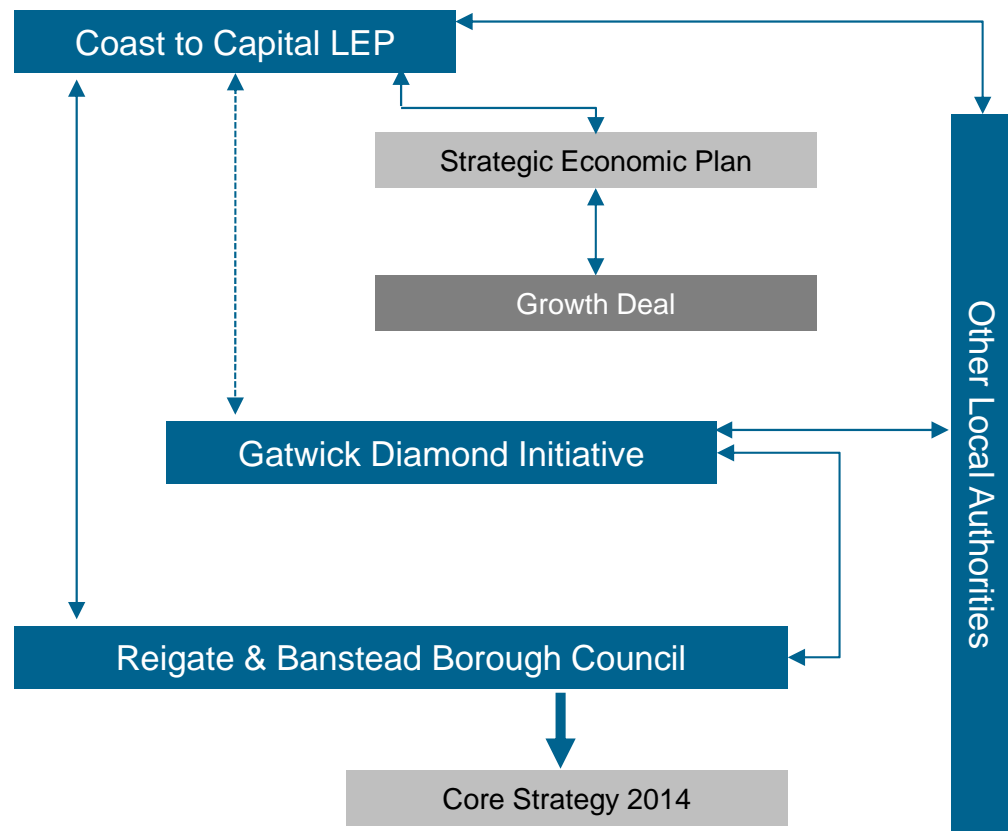 Coast to Capital LEP
Strategic Economic Plan
Growth Deal
Other Local Authorities
Gatwick Diamond Initiative
Reigate & Banstead Borough Council
Core Strategy 2014